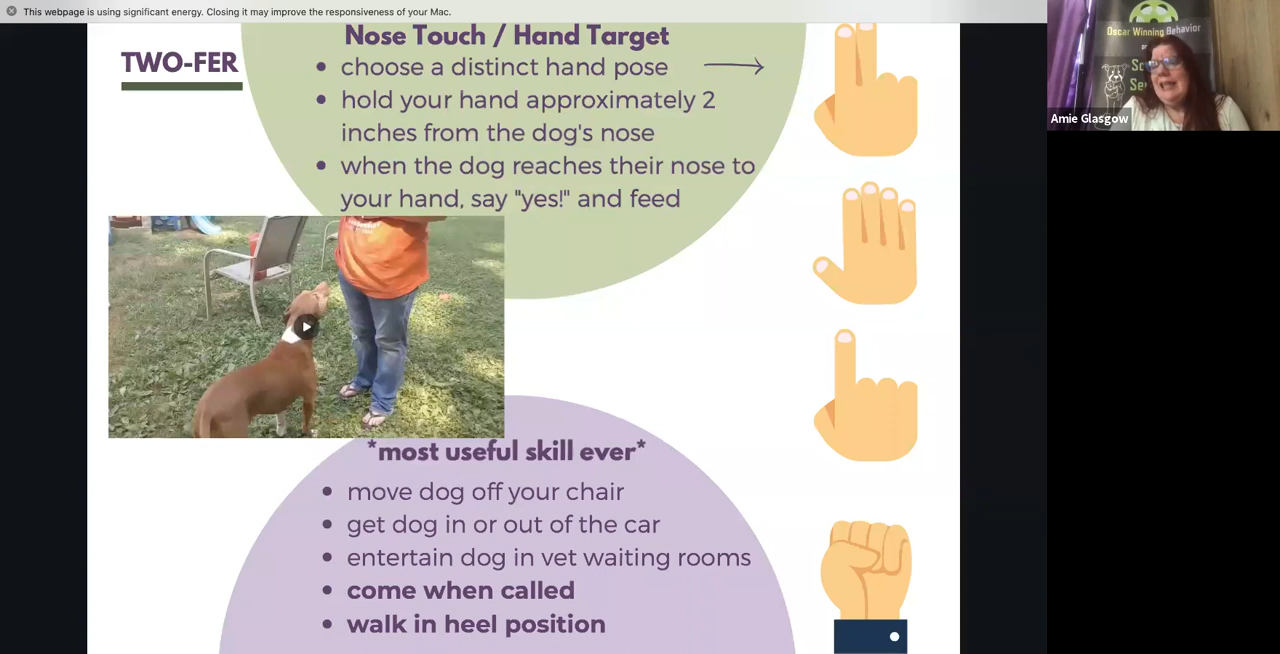 This webpage is using significant energy. Closing it may improve the responsiveness of your Mac.
Oscar Winning Behavior
Amie Glasgow
TWO-FER
Nose Touch / Hand Target
choose a distinct hand pose
hold your hand approximately 2
inches from the dog's nose
when the dog reaches their nose to
your hand, say "yes!" and feed
*most useful skill ever*
move dog off your chair
get dog in or out of the car
entertain dog in vet waiting rooms
come when called
walk in heel position